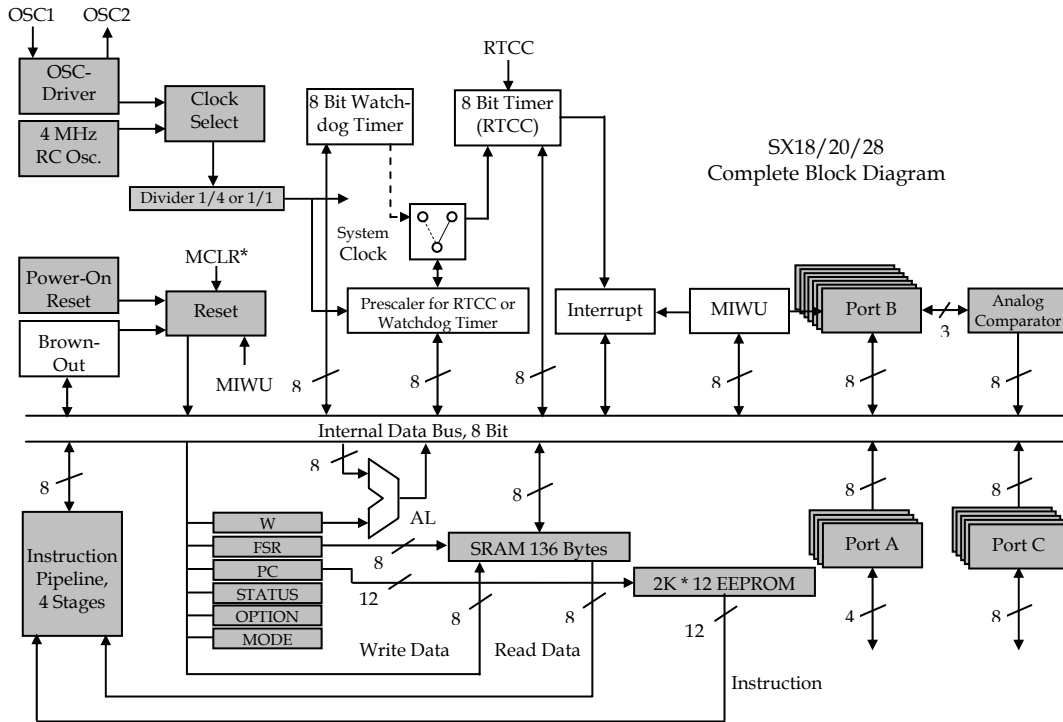 OSC1
OSC2
RTCC
OSC-
Driver
Clock
Select
8 Bit Watch-
dog Timer
8 Bit Timer
(RTCC)
4 MHz
RC Osc.
SX18/20/28
Complete Block Diagram
Divider 1/4 or 1/1
System
Clock
MCLR*
Power-On
Reset
Reset
Prescaler for RTCC or
Watchdog Timer
Interrupt
MIWU
Port B
3
Analog
Comparator
Brown-
Out
MIWU
8
8
8
8
8
8
Internal Data Bus, 8 Bit
8
8
8
8
8
AL
Instruction
Pipeline,
4 Stages
W
FSR
PC
STATUS
OPTION
MODE
8
12
SRAM 136 Bytes
2K * 12 EEPROM
Port A
Port C
8
8
12
4
8
Write Data
Read Data
Instruction